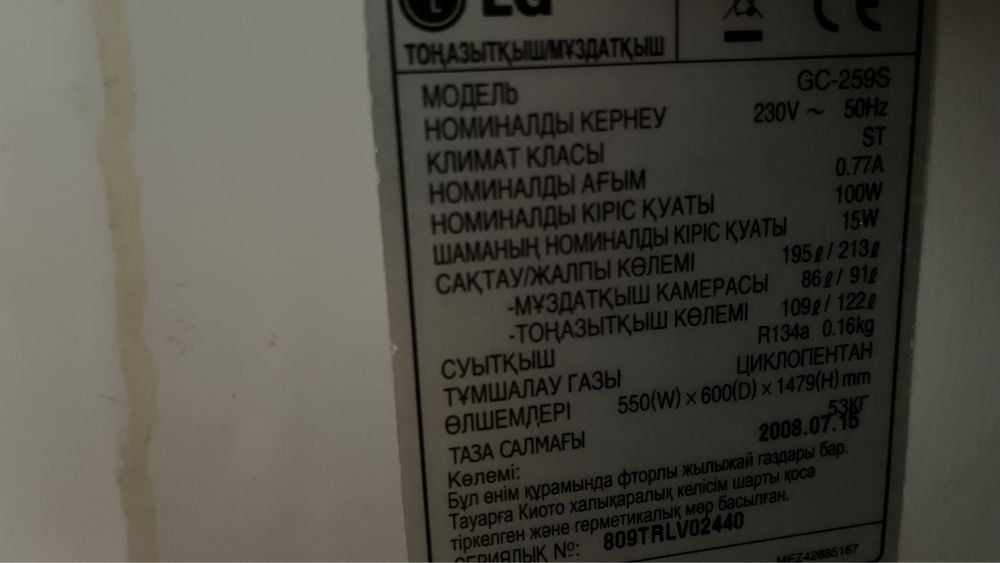 LG
ТОҢАЗЫТҚЫШ/МҰЗДАТҚЫШ
МОДЕЛЬ GC-259S
НОМИНАЛДЫ КЕРНЕУ 230V ~ 50Hz
КЛИМАТ КЛАСЫ ST
НОМИНАЛДЫ АҒЫМ 0.77A
НОМИНАЛДЫ КІРІС ҚУАТЫ 100W
ШАМАНЫҢ НОМИНАЛДЫ КІРІС ҚУАТЫ 15W
САҚТАУ/ЖАЛПЫ КӨЛЕМІ 195ℓ/213ℓ
-МҰЗДАТҚЫШ КАМЕРАСЫ 86ℓ/ 91ℓ
-ТОҢАЗЫТҚЫШ КӨЛЕМІ 109ℓ/122ℓ
СУЫТҚЫШ R134a 0.16kg
ТҰМШАЛАУ ГАЗЫ ЦИКЛОПЕНТАН
ӨЛШЕМДЕРІ 550(W)×600(D)×1479(H)mm
ТАЗА САЛМАҒЫ 53КГ
Көлемі: 2008.07.16
Бұл өнім құрамында фторлы жылыжай газдары бар.
Тауарға Киото халықаралық келісім шарты қоса
тіркелген және герметикалық мөр басылған.
СЕРИЯЛЫҚ №: 809TRLV02440
MEZ42885167